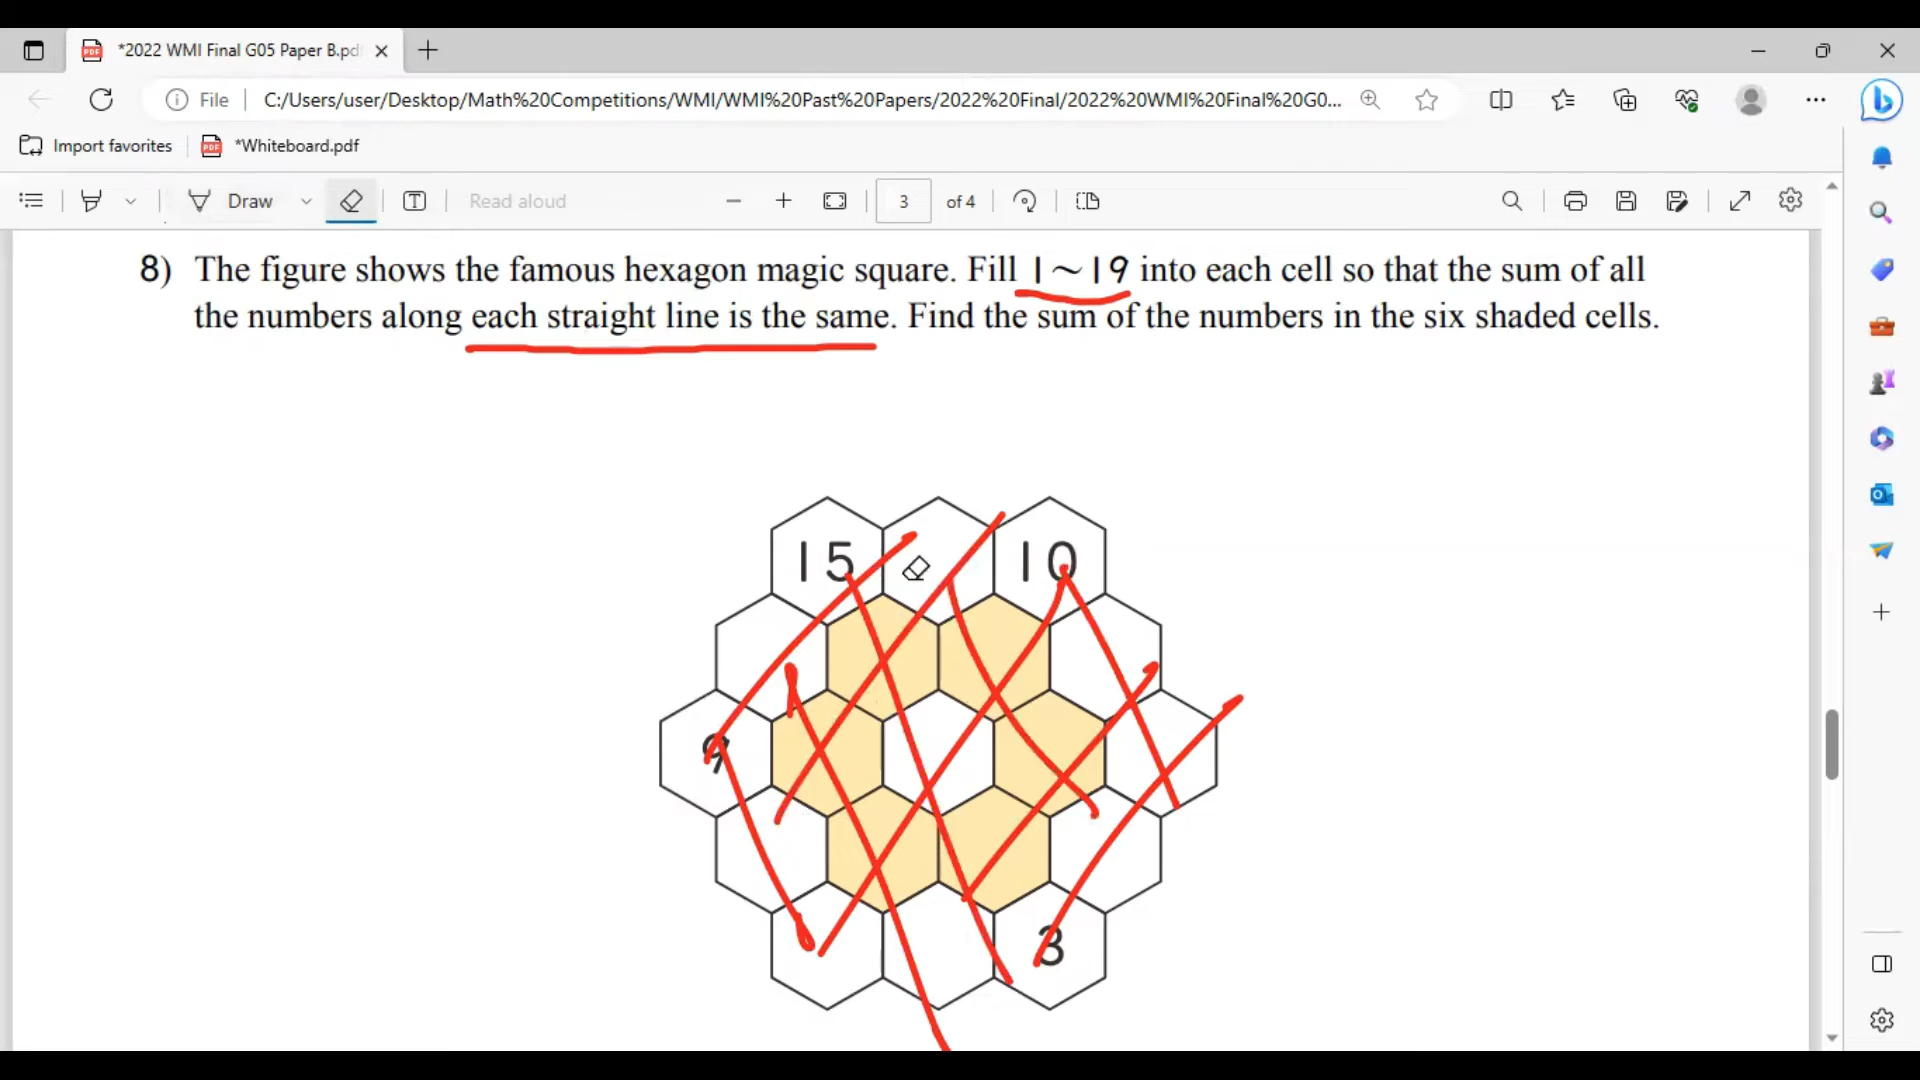 *2022 WMI Final G05 Paper B.pd
File
C:/Users/user/Desktop/Math%20Competitions/WMI/WMI%20Past%20Papers/2022%20Final/2022%20WMI%20Final%20G0...
Import favorites
*Whiteboard.pdf
Draw
Read aloud
3
of 4
8) The figure shows the famous hexagon magic square. Fill 1~19 into each cell so that the sum of all
the numbers along each straight line is the same. Find the sum of the numbers in the six shaded cells.
15
10
9
3